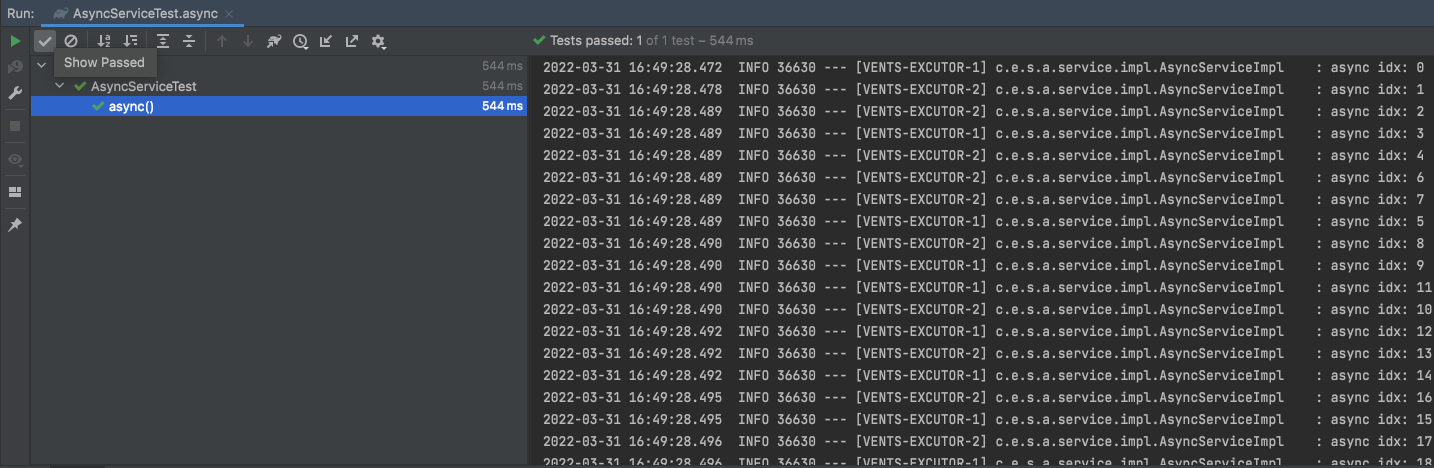 Run: AsyncServiceTest.async
Tests passed: 1 of 1 test – 544 ms
Show Passed
544 ms
AsyncServiceTest 544 ms
async() 544 ms
2022-03-31 16:49:28.472 INFO 36630 --- [VENTS-EXCUTOR-1] c.e.s.a.service.impl.AsyncServiceImpl : async idx: 0
2022-03-31 16:49:28.478 INFO 36630 --- [VENTS-EXCUTOR-2] c.e.s.a.service.impl.AsyncServiceImpl : async idx: 1
2022-03-31 16:49:28.489 INFO 36630 --- [VENTS-EXCUTOR-2] c.e.s.a.service.impl.AsyncServiceImpl : async idx: 2
2022-03-31 16:49:28.489 INFO 36630 --- [VENTS-EXCUTOR-1] c.e.s.a.service.impl.AsyncServiceImpl : async idx: 3
2022-03-31 16:49:28.489 INFO 36630 --- [VENTS-EXCUTOR-2] c.e.s.a.service.impl.AsyncServiceImpl : async idx: 4
2022-03-31 16:49:28.489 INFO 36630 --- [VENTS-EXCUTOR-2] c.e.s.a.service.impl.AsyncServiceImpl : async idx: 6
2022-03-31 16:49:28.489 INFO 36630 --- [VENTS-EXCUTOR-2] c.e.s.a.service.impl.AsyncServiceImpl : async idx: 7
2022-03-31 16:49:28.489 INFO 36630 --- [VENTS-EXCUTOR-1] c.e.s.a.service.impl.AsyncServiceImpl : async idx: 5
2022-03-31 16:49:28.490 INFO 36630 --- [VENTS-EXCUTOR-2] c.e.s.a.service.impl.AsyncServiceImpl : async idx: 8
2022-03-31 16:49:28.490 INFO 36630 --- [VENTS-EXCUTOR-1] c.e.s.a.service.impl.AsyncServiceImpl : async idx: 9
2022-03-31 16:49:28.490 INFO 36630 --- [VENTS-EXCUTOR-1] c.e.s.a.service.impl.AsyncServiceImpl : async idx: 11
2022-03-31 16:49:28.490 INFO 36630 --- [VENTS-EXCUTOR-2] c.e.s.a.service.impl.AsyncServiceImpl : async idx: 10
2022-03-31 16:49:28.492 INFO 36630 --- [VENTS-EXCUTOR-1] c.e.s.a.service.impl.AsyncServiceImpl : async idx: 12
2022-03-31 16:49:28.492 INFO 36630 --- [VENTS-EXCUTOR-2] c.e.s.a.service.impl.AsyncServiceImpl : async idx: 13
2022-03-31 16:49:28.492 INFO 36630 --- [VENTS-EXCUTOR-1] c.e.s.a.service.impl.AsyncServiceImpl : async idx: 14
2022-03-31 16:49:28.495 INFO 36630 --- [VENTS-EXCUTOR-2] c.e.s.a.service.impl.AsyncServiceImpl : async idx: 16
2022-03-31 16:49:28.495 INFO 36630 --- [VENTS-EXCUTOR-1] c.e.s.a.service.impl.AsyncServiceImpl : async idx: 15
2022-03-31 16:49:28.496 INFO 36630 --- [VENTS-EXCUTOR-2] c.e.s.a.service.impl.AsyncServiceImpl : async idx: 17
2022-03-31 16:49:28.496 INFO 36630 --- [VENTS-EXCUTOR-1] c.e.s.a.service.impl.AsyncServiceImpl : async idx: 18